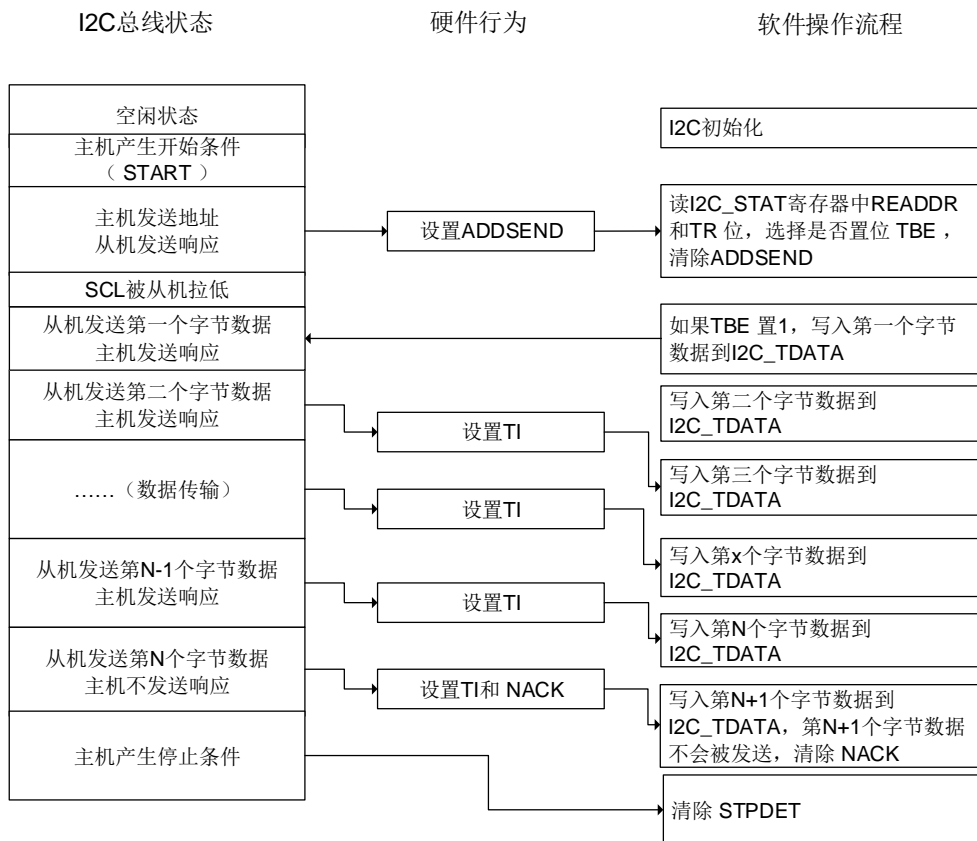 I2C总线状态
硬件行为
软件操作流程
空闲状态
I2C初始化
主机产生开始条件
（ START ）
主机发送地址
从机发送响应
设置ADDSEND
读I2C_STAT寄存器中READDR
和TR 位，选择是否置位 TBE ，
清除ADDSEND
SCL被从机拉低
从机发送第一个字节数据
主机发送响应
如果TBE 置1，写入第一个字节
数据到I2C_TDATA
从机发送第二个字节数据
主机发送响应
设置TI
写入第二个字节数据到
I2C_TDATA
写入第三个字节数据到
I2C_TDATA
……（数据传输）
设置TI
写入第x个字节数据到
I2C_TDATA
从机发送第N-1个字节数据
主机发送响应
设置TI
写入第N个字节数据到
I2C_TDATA
从机发送第N个字节数据
主机不发送响应
设置TI和 NACK
写入第N+1个字节数据到
I2C_TDATA，第N+1个字节数据
不会被发送，清除 NACK
主机产生停止条件
清除 STPDET